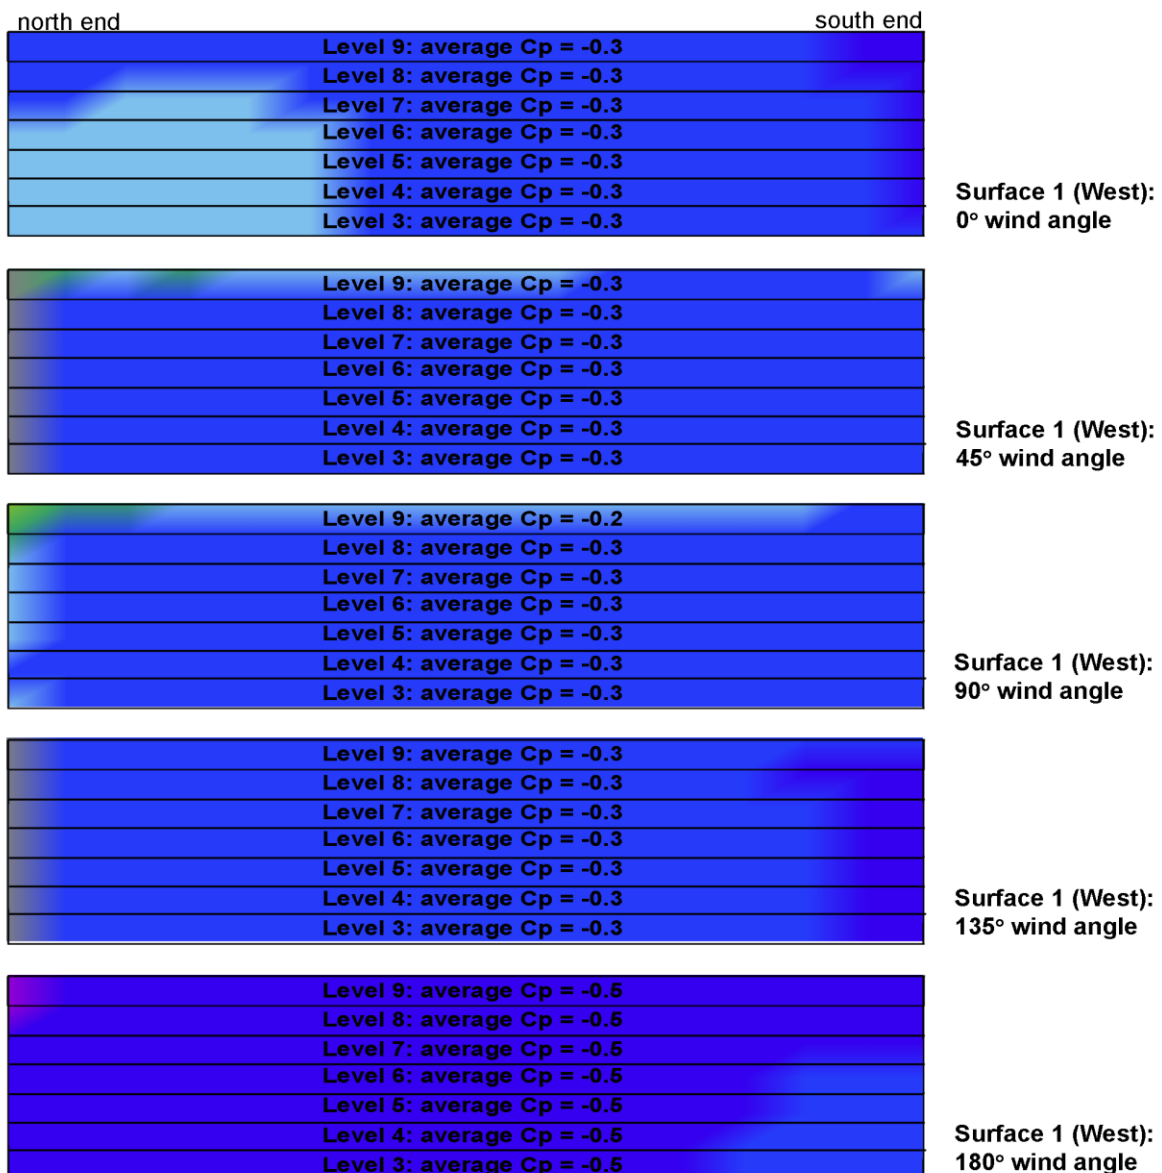 north end
south end
Level 9: average Cp = -0.3
Level 8: average Cp = -0.3
Level 7: average Cp = -0.3
Level 6: average Cp = -0.3
Level 5: average Cp = -0.3
Level 4: average Cp = -0.3
Level 3: average Cp = -0.3
Surface 1 (West):
0° wind angle
Level 9: average Cp = -0.3
Level 8: average Cp = -0.3
Level 7: average Cp = -0.3
Level 6: average Cp = -0.3
Level 5: average Cp = -0.3
Level 4: average Cp = -0.3
Level 3: average Cp = -0.3
Surface 1 (West):
45° wind angle
Level 9: average Cp = -0.2
Level 8: average Cp = -0.3
Level 7: average Cp = -0.3
Level 6: average Cp = -0.3
Level 5: average Cp = -0.3
Level 4: average Cp = -0.3
Level 3: average Cp = -0.3
Surface 1 (West):
90° wind angle
Level 9: average Cp = -0.3
Level 8: average Cp = -0.3
Level 7: average Cp = -0.3
Level 6: average Cp = -0.3
Level 5: average Cp = -0.3
Level 4: average Cp = -0.3
Level 3: average Cp = -0.3
Surface 1 (West):
135° wind angle
Level 9: average Cp = -0.5
Level 8: average Cp = -0.5
Level 7: average Cp = -0.5
Level 6: average Cp = -0.5
Level 5: average Cp = -0.5
Level 4: average Cp = -0.5
Level 3: average Cp = -0.5
Surface 1 (West):
180° wind angle